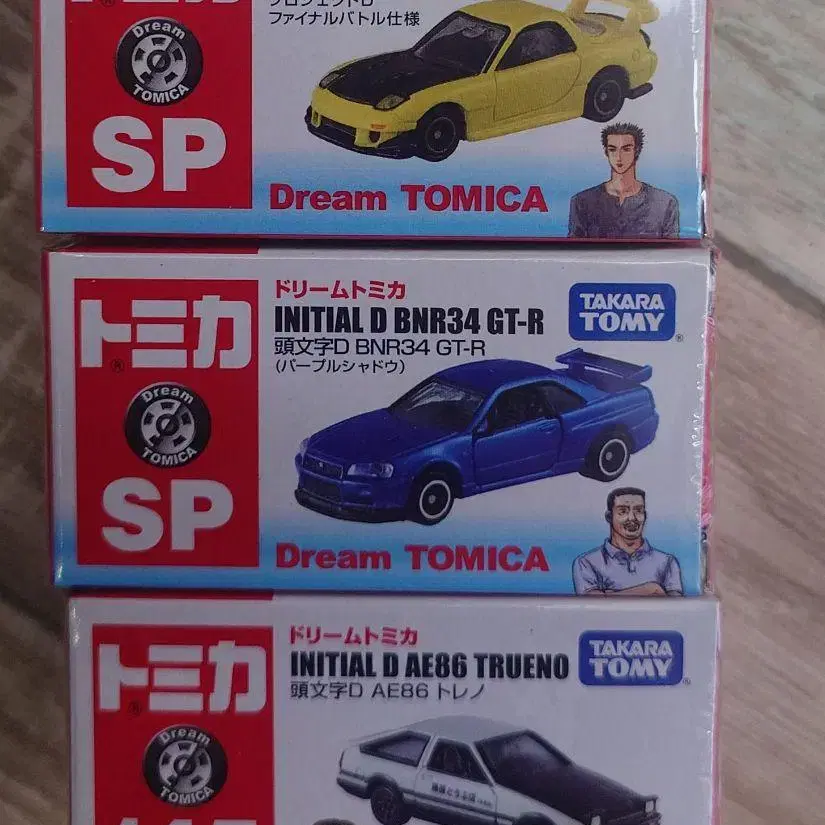 トミカ
Dream
TOMICA
SP
プロジェクトD
ファイナルバトル仕様
Dream TOMICA
トミカ
Dream
TOMICA
SP
ドリームトミカ
INITIAL D BNR34 GT-R
頭文字D BNR34 GT-R
(パープルシャドウ)
TAKARA
TOMY
Dream TOMICA
トミカ
Dream
TOMICA
ドリームトミカ
INITIAL D AE86 TRUENO
頭文字D AE86 トレノ
TAKARA
TOMY